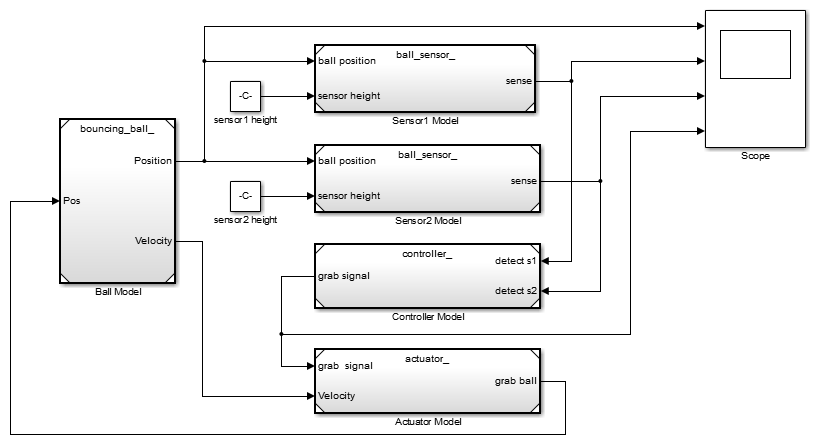 ball_sensor_
ball position
sense
-C-
sensor height
sensor1 height
Sensor1 Model
Scope
bouncing_ball_
Position
Pos
Velocity
Ball Model
ball_sensor_
ball position
sense
-C-
sensor height
sensor2 height
Sensor2 Model
controller_
detect s1
grab signal
detect s2
Controller Model
actuator_
grab  signal
grab ball
Velocity
Actuator Model